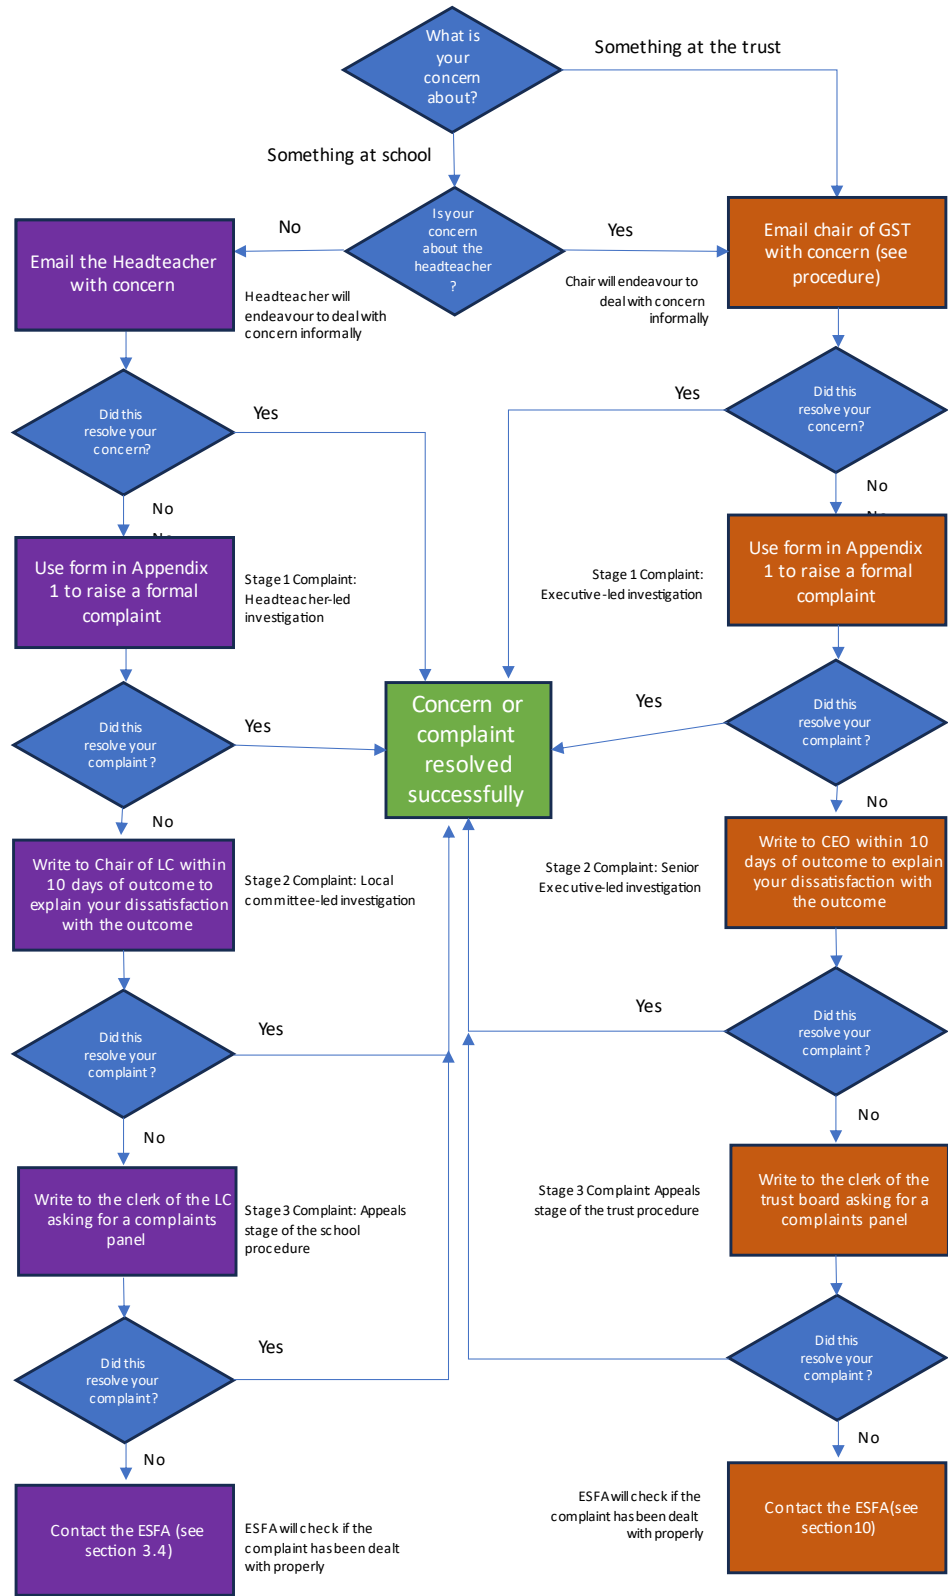 What is
your
concern
about?
Something at the trust
Something at school
Is your
concern
about the
headteacher
?
No
Yes
Email the Headteacher
with concern
Email chair of GST
with concern (see
procedure)
Headteacher will
endeavour to deal with
concern informally
Chair will endeavour to
deal with concern
informally
Did this
resolve your
concern?
Yes
Yes
Did this
resolve your
concern?
No
No
Use form in Appendix
1 to raise a formal
complaint
Stage 1 Complaint:
Headteacher-led
investigation
Stage 1 Complaint:
Executive-led investigation
Use form in Appendix
1 to raise a formal
complaint
Did this
resolve your
complaint?
Yes
Concern or
complaint
resolved
successfully
Yes
Did this
resolve your
complaint?
No
No
Write to Chair of LC within
10 days of outcome to
explain your dissatisfaction
with the outcome
Stage 2 Complaint: Local
committee-led investigation
Stage 2 Complaint: Senior
Executive-led investigation
Write to CEO within 10
days of outcome to explain
your dissatisfaction with
the outcome
Did this
resolve your
complaint?
Yes
Yes
Did this
resolve your
complaint?
No
No
Write to the clerk of the LC
asking for a complaints
panel
Stage 3 Complaint: Appeals
stage of the school
procedure
Stage 3 Complaint: Appeals
stage of the trust procedure
Write to the clerk of the
trust board asking for a
complaints panel
Did this
resolve your
complaint?
Yes
Did this
resolve your
complaint?
No
No
Contact the ESFA (see
section 3.4)
ESFA will check if the
complaint has been dealt
with properly
ESFA will check if the
complaint has been dealt
with properly
Contact the ESFA(see
section10)